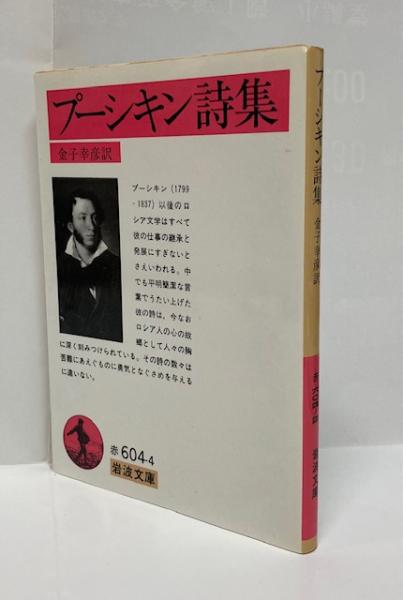 プーシキン詩集
金子幸彦訳
プーシキン(1799
-1837)以後のロ
シア文学はすべて
彼の仕事の継承と
発展にすぎないと
さえいわれる。中
でも平明簡潔な言
葉でうたい上げた
彼の詩は、今なお
ロシア人の心の故
郷として人々の胸
に深く刻みつけられている。その詩の数々は
苦難にあえぐものに勇気となぐさめを与える
に違いない。
赤604-4
岩波文庫
プーシキン詩集
金子幸彦訳
岩波文庫